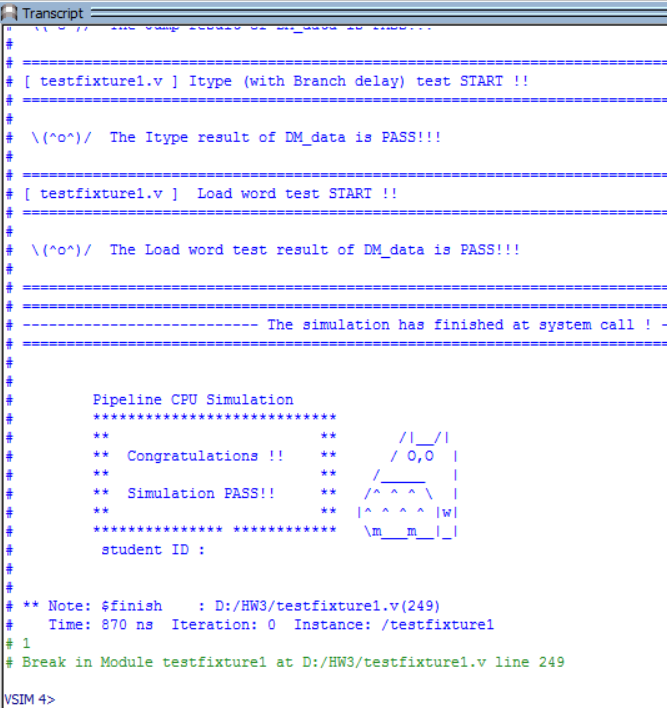 Transcript
#
# ==========================================================================
# [ testfixture1.v ] Itype (with Branch delay) test START !!
# ==========================================================================
#
#  \(^o^)/  The Itype result of DM_data is PASS!!!
#
# ==========================================================================
# [ testfixture1.v ]  Load word test START !!
# ==========================================================================
#
#  \(^o^)/  The Load word test result of DM_data is PASS!!!
#
# ==========================================================================
# ==========================================================================
# --------------------------- The simulation has finished at system call ! -
# ==========================================================================
#
#
#         Pipeline CPU Simulation
#         ****************************
#         **                        **       /|__/|
#         **  Congratulations !!    **      / O,O  |
#         **                        **    /_____   |
#         **  Simulation PASS!!     **   /^ ^ ^ \  |
#         **                        **  |^ ^ ^ ^ |w|
#         *************** ************   \m___m__|_|
#          student ID :
#
#
# ** Note: $finish    : D:/HW3/testfixture1.v(249)
#    Time: 870 ns  Iteration: 0  Instance: /testfixture1
# 1
# Break in Module testfixture1 at D:/HW3/testfixture1.v line 249
VSIM 4>